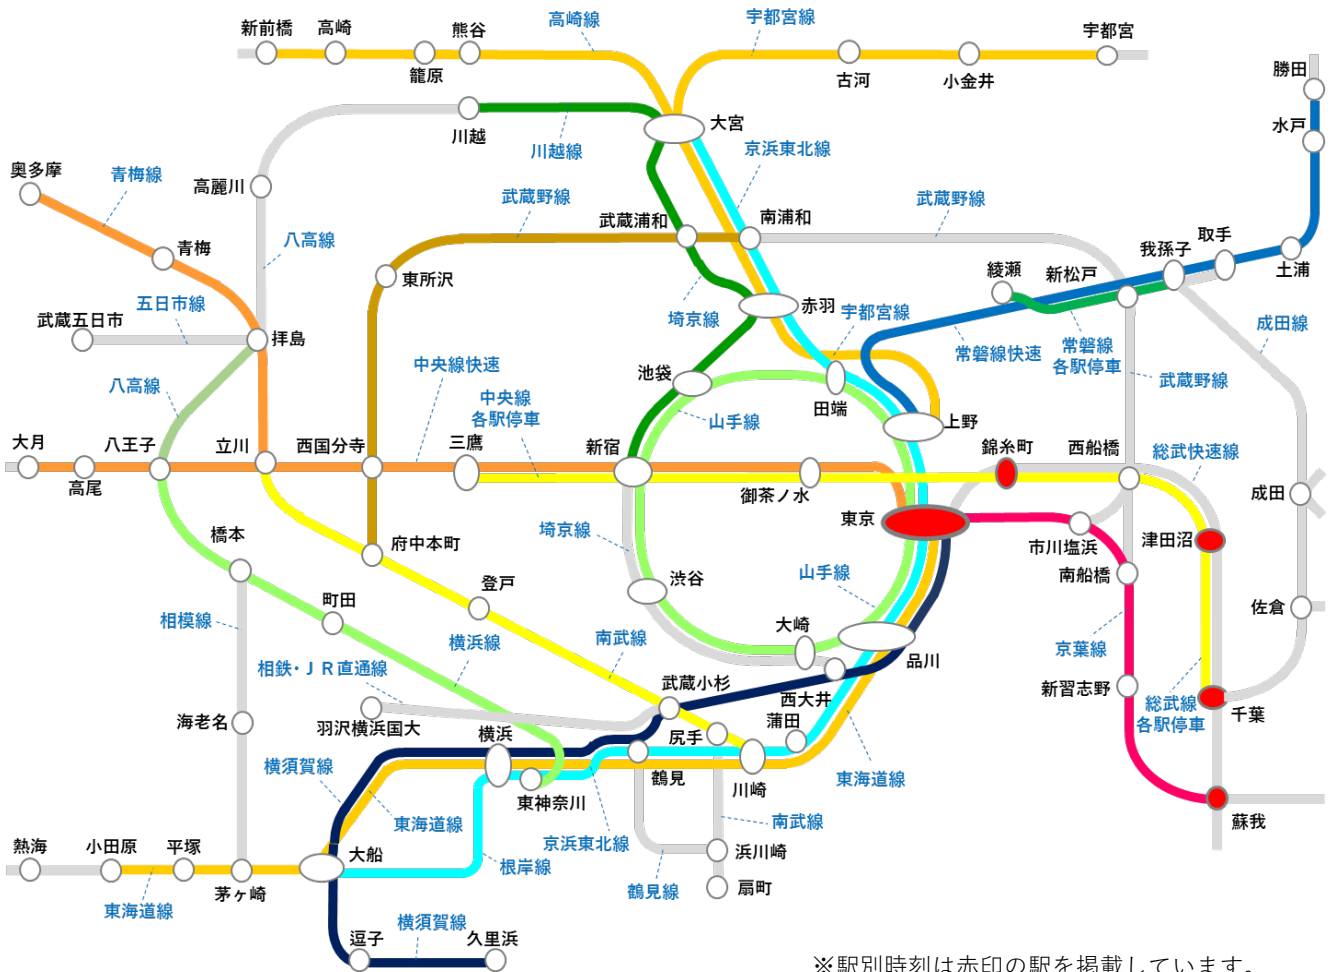 新前橋
高崎
籠原
熊谷
高崎線
宇都宮線
古河
小金井
宇都宮
勝田
水戸
川越
川越線
大宮
京浜東北線
奥多摩
青梅線
高麗川
武蔵野線
武蔵浦和
南浦和
武蔵野線
青梅
八高線
東所沢
綾瀬
新松戸
我孫子
取手
土浦
五日市線
武蔵五日市
拝島
埼京線
赤羽
宇都宮線
常磐線快速
常磐線
各駅停車
成田線
八高線
中央線快速
池袋
田端
武蔵野線
中央線
各駅停車
山手線
上野
大月
高尾
八王子
立川
西国分寺
三鷹
新宿
御茶ノ水
錦糸町
西船橋
総武快速線
成田
東京
市川塩浜
津田沼
橋本
府中本町
埼京線
渋谷
山手線
南船橋
相模線
町田
登戸
横浜線
南武線
大崎
品川
京葉線
佐倉
相鉄・ＪＲ直通線
武蔵小杉
西大井
新習志野
総武線
各駅停車
千葉
海老名
羽沢横浜国大
横浜
尻手
蒲田
横須賀線
東神奈川
鶴見
川崎
東海道線
東海道線
京浜東北線
南武線
蘇我
熱海
小田原
平塚
茅ヶ崎
大船
根岸線
浜川崎
鶴見線
扇町
東海道線
横須賀線
逗子
久里浜
※駅別時刻は赤印の駅を掲載しています。